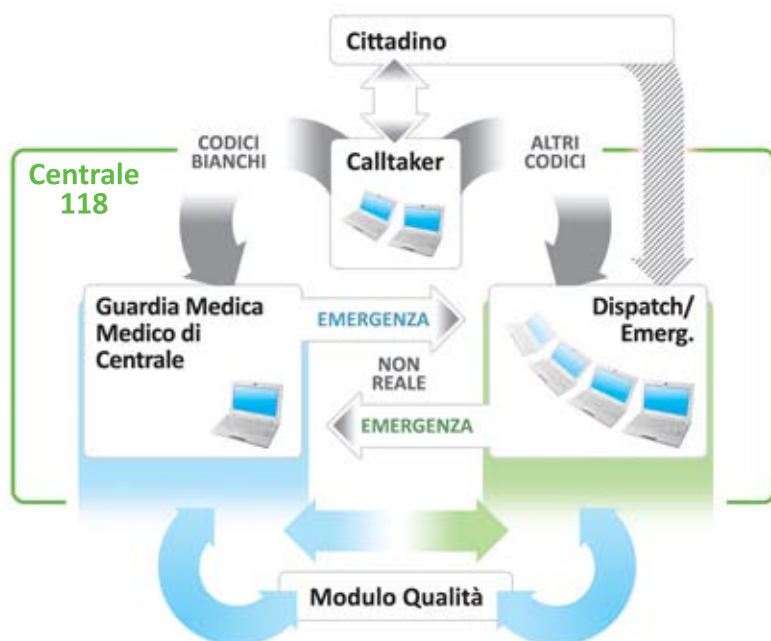 Cittadino
CODICI
BIANCHI
Calltaker
ALTRI
CODICI
Centrale
118
Guardia Medica
Medico di
Centrale
EMERGENZA
Dispatch/
Emerg.
NON
REALE
EMERGENZA
Modulo Qualità